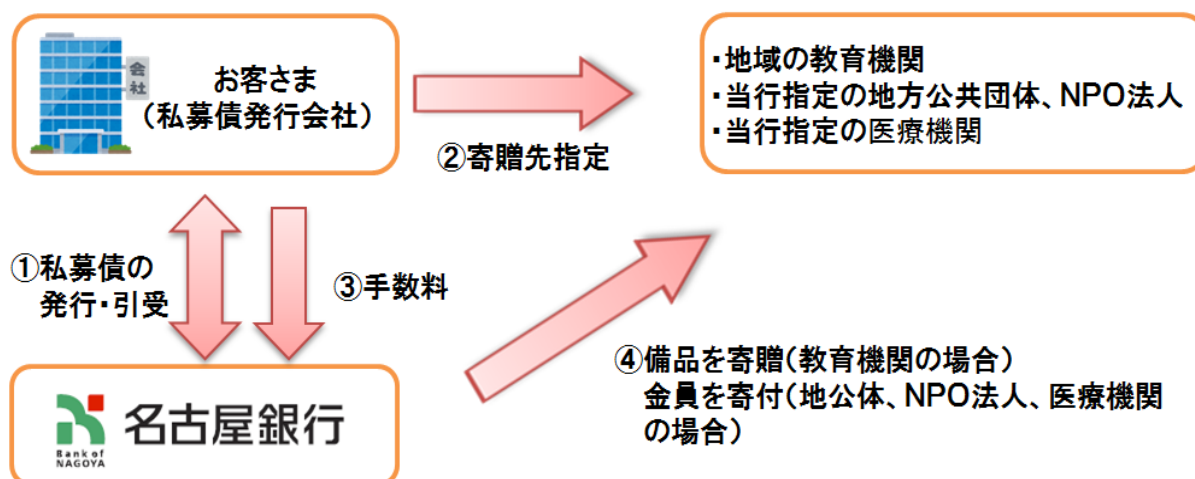 会社
お客さま
（私募債発行会社）
②寄贈先指定
・地域の教育機関
・当行指定の地方公共団体、NPO法人
・当行指定の医療機関
①私募債の
発行・引受
③手数料
④備品を寄贈（教育機関の場合）
金員を寄付（地公体、NPO法人、医療機関
の場合）
Bank of
NAGOYA
名古屋銀行